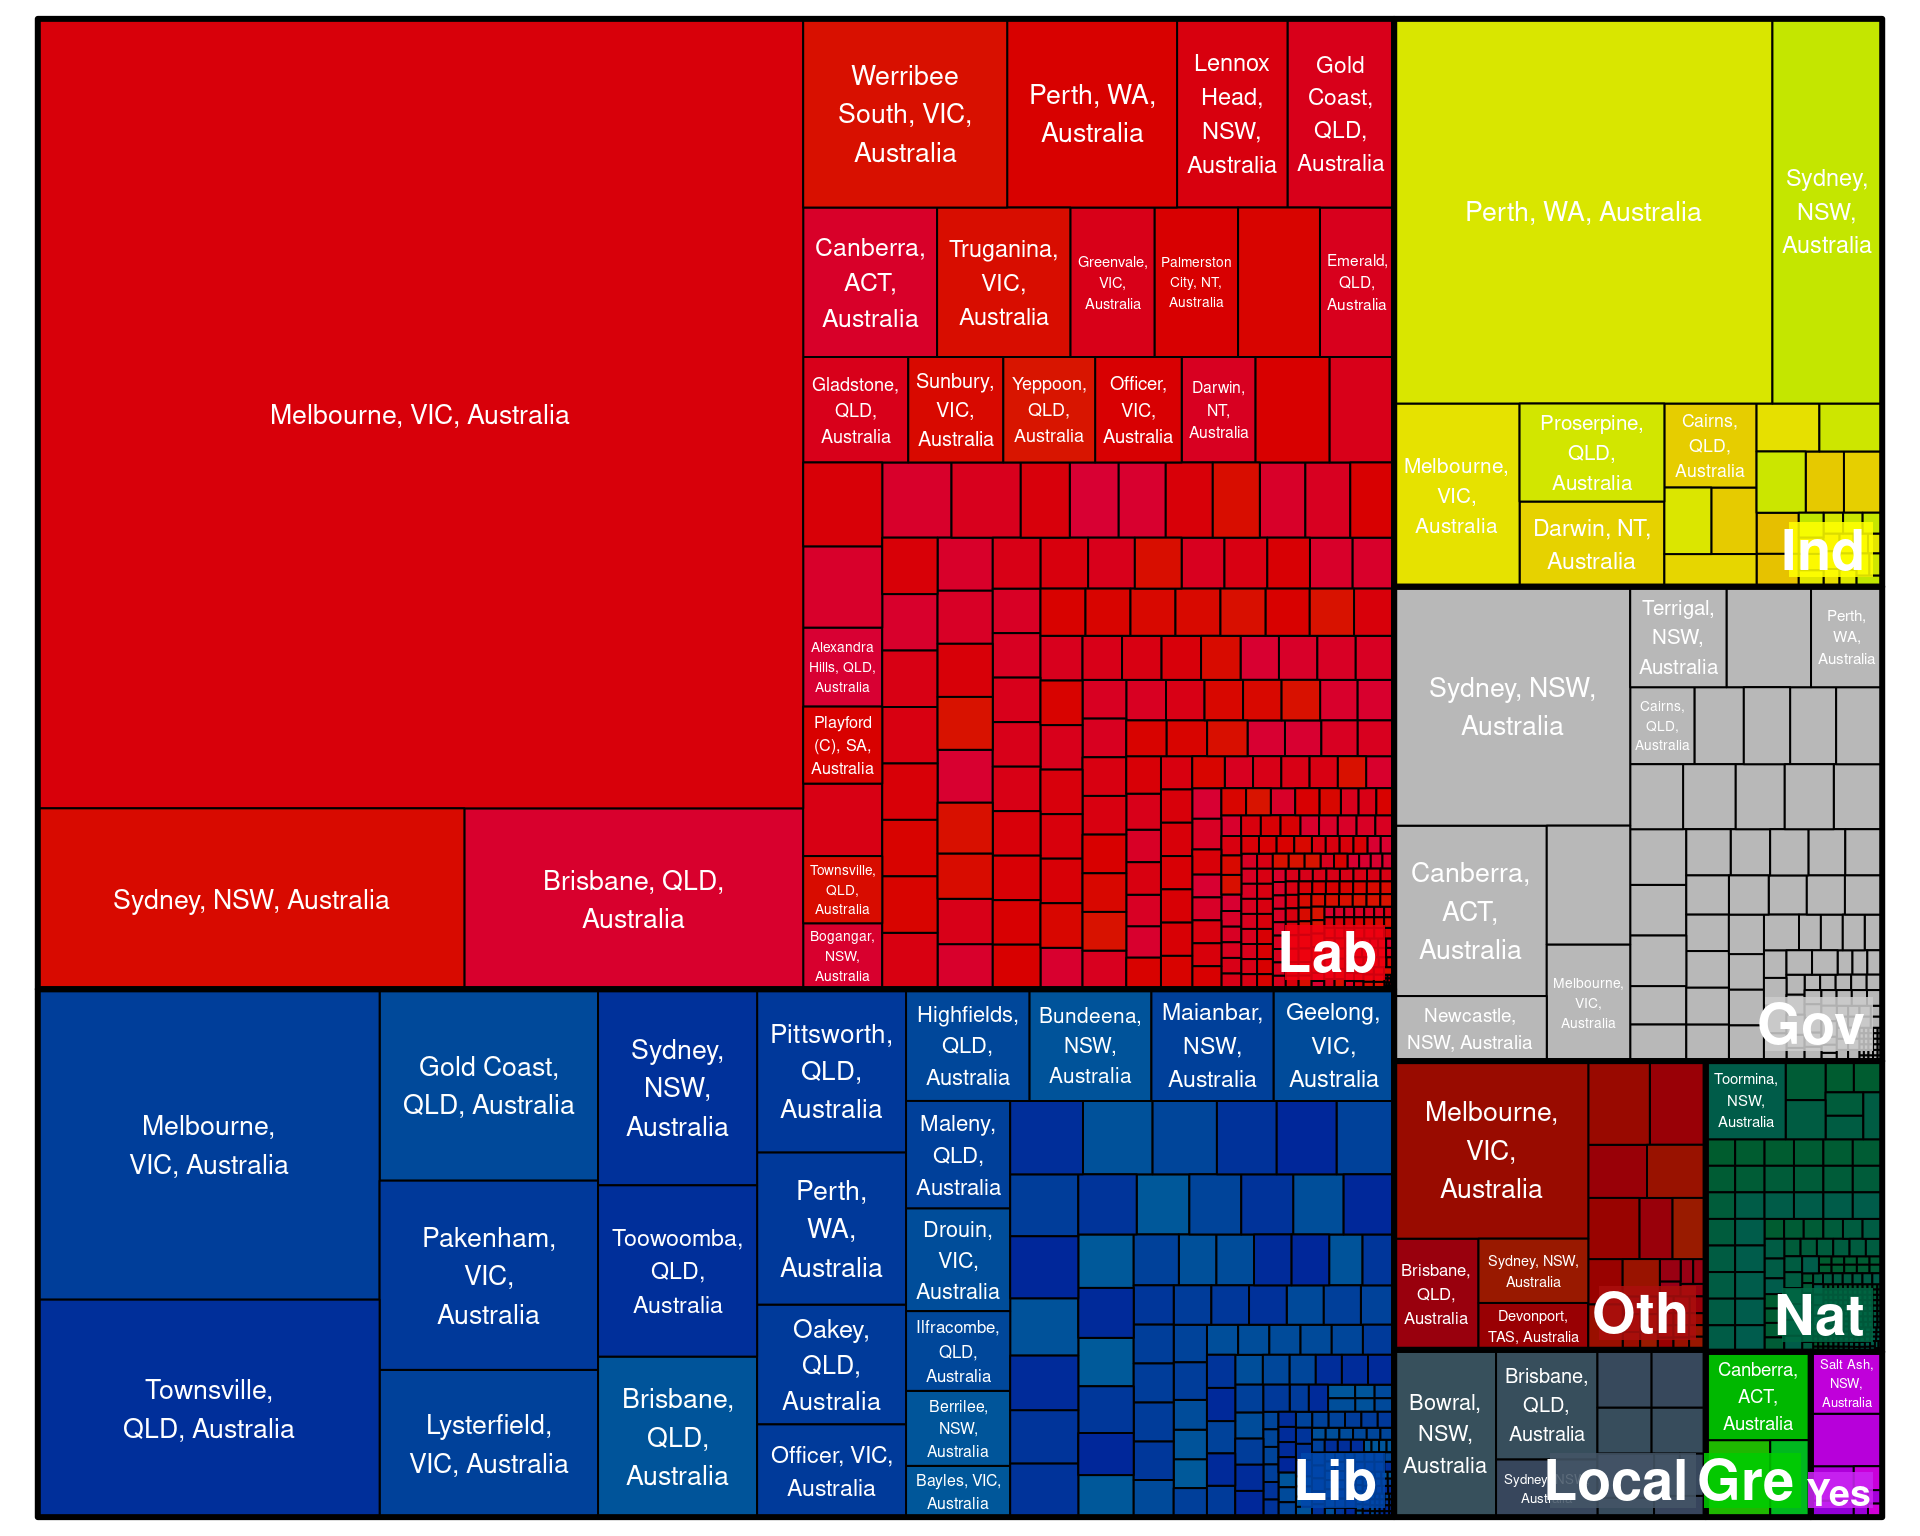 Melbourne, VIC, Australia
Sydney, NSW, Australia
Brisbane, QLD,
Australia
Werribee
South, VIC,
Australia
Perth, WA,
Australia
Lennox
Head,
NSW,
Australia
Gold
Coast,
QLD,
Australia
Canberra,
ACT,
Australia
Truganina,
VIC,
Australia
Greenvale,
VIC,
Australia
Palmerston
City, NT,
Australia
Emerald,
QLD,
Australia
Gladstone,
QLD,
Australia
Sunbury,
VIC,
Australia
Yeppoon,
QLD,
Australia
Officer,
VIC,
Australia
Darwin,
NT,
Australia
Alexandra
Hills, QLD,
Australia
Playford
(C), SA,
Australia
Townsville,
QLD,
Australia
Bogangar,
NSW,
Australia
Lab
Perth, WA, Australia
Sydney,
NSW,
Australia
Melbourne,
VIC,
Australia
Proserpine,
QLD,
Australia
Darwin, NT,
Australia
Cairns,
QLD,
Australia
Ind
Sydney, NSW,
Australia
Terrigal,
NSW,
Australia
Perth,
WA,
Australia
Cairns,
QLD,
Australia
Canberra,
ACT,
Australia
Newcastle,
NSW, Australia
Melbourne,
VIC,
Australia
Gov
Melbourne,
VIC, Australia
Townsville,
QLD, Australia
Gold Coast,
QLD, Australia
Pakenham,
VIC,
Australia
Lysterfield,
VIC, Australia
Sydney,
NSW,
Australia
Toowoomba,
QLD,
Australia
Brisbane,
QLD,
Australia
Pittsworth,
QLD,
Australia
Perth,
WA,
Australia
Oakey,
QLD,
Australia
Officer, VIC,
Australia
Highfields,
QLD,
Australia
Bundeena,
NSW,
Australia
Maianbar,
NSW,
Australia
Geelong,
VIC,
Australia
Maleny,
QLD,
Australia
Drouin,
VIC,
Australia
Ilfracombe,
QLD,
Australia
Berrilee,
NSW,
Australia
Bayles, VIC,
Australia
Lib
Melbourne,
VIC,
Australia
Brisbane,
QLD,
Australia
Sydney, NSW,
Australia
Devonport,
TAS, Australia
Oth
Toormina,
NSW,
Australia
Nat
Bowral,
NSW,
Australia
Brisbane,
QLD,
Australia
Sydney, NSW,
Australia
Local
Canberra,
ACT,
Australia
Gre
Salt Ash,
NSW,
Australia
Yes